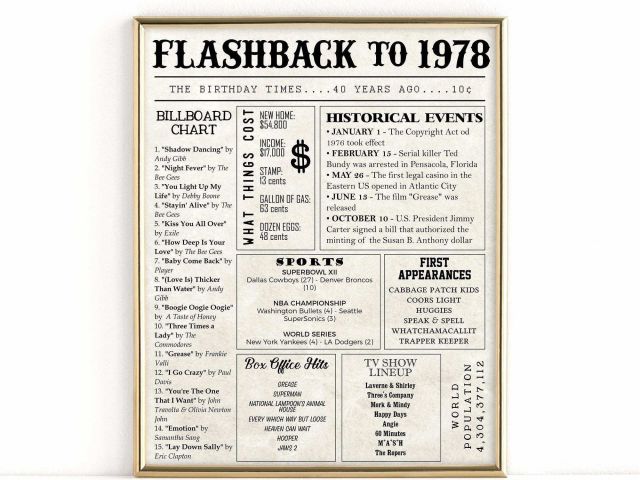 FLASHBACK TO 1978
THE BIRTHDAY TIMES....40 YEARS AGO....10¢
BILLBOARD
CHART
1. "Shadow Dancing" by
Andy Gibb
2. "Night Fever" by The
Bee Gees
3. "You Light Up My
Life" by Debby Boone
4. "Stayin' Alive" by The
Bee Gees
5. "Kiss You All Over"
by Exile
6. "How Deep Is Your
Love" by The Bee Gees
7. "Baby Come Back" by
Player
8. "(Love Is) Thicker
Than Water" by Andy
Gibb
9. "Boogie Oogie Oogie"
by A Taste of Honey
10. "Three Times a
Lady" by The
Commodores
11. "Grease" by Frankie
Valli
12. "I Go Crazy" by Paul
Davis
13. "You're The One
That I Want" by John
Travolta & Olivia Newton
John
14. "Emotion" by
Samantha Sang
15. "Lay Down Sally" by
Eric Clapton
WHAT THINGS COST
NEW HOME:
$54,800
INCOME:
$17,000
STAMP:
13 cents
GALLON OF GAS:
63 cents
DOZEN EGGS:
48 cents
$
HISTORICAL EVENTS
• JANUARY 1 - The Copyright Act od
1976 took effect
• FEBRUARY 15 - Serial killer Ted
Bundy was arrested in Pensacola, Florida
• MAY 26 - The first legal casino in the
Eastern US opened in Atlantic City
• JUNE 13 - The film "Grease" was
released
• OCTOBER 10 - U.S. President Jimmy
Carter signed a bill that authorized the
minting of the Susan B. Anthony dollar
SPORTS
SUPERBOWL XII
Dallas Cowboys (27) - Denver Broncos
(10)
NBA CHAMPIONSHIP
Washington Bullets (4) - Seattle
SuperSonics (3)
WORLD SERIES
New York Yankees (4) - LA Dodgers (2)
FIRST
APPEARANCES
CABBAGE PATCH KIDS
COORS LIGHT
HUGGIES
SPEAK & SPELL
WHATCHAMACALLIT
TRAPPER KEEPER
Box Office Hits
GREASE
SUPERMAN
NATIONAL LAMPOON'S ANIMAL
HOUSE
EVERY WHICH WAY BUT LOOSE
HEAVEN CAN WAIT
HOOPER
JAWS 2
TV SHOW
LINEUP
Laverne & Shirley
Three's Company
Mork & Mindy
Happy Days
Angie
60 Minutes
M*A*S*H
The Ropers
WORLD
POPULATION
4,304,377,112